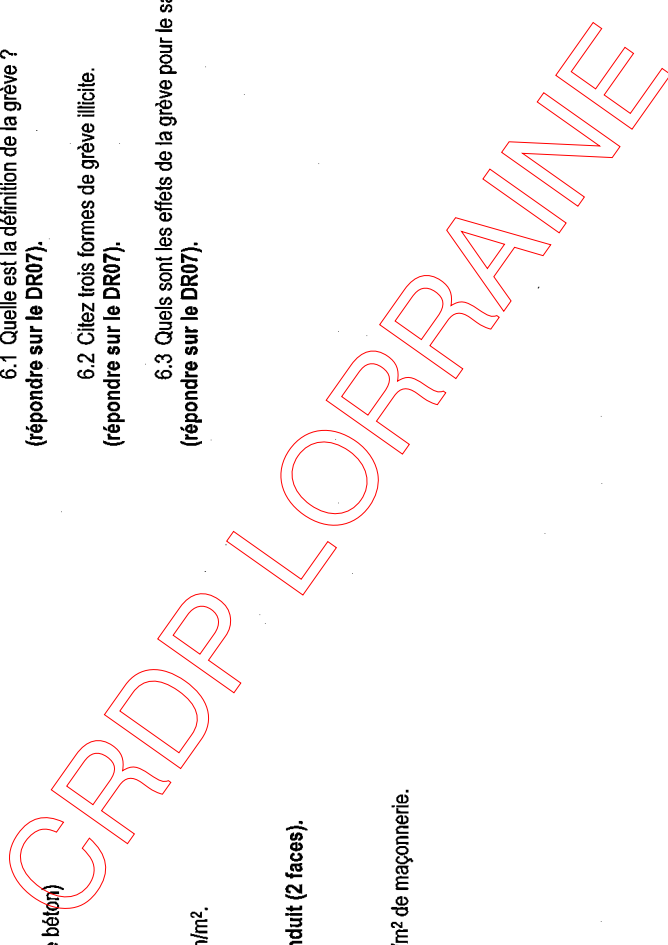 béton)
/m².
(2 faces).
/m² de maçonnerie.
6.1 Quelle est la définition de la grève ?
(répondre sur le DR07).
6.2 Citez trois formes de grève illicite.
(répondre sur le DR07).
6.3 Quels sont les effets de la grève pour le
(répondre sur le DR07).
CRDP LORRAINE